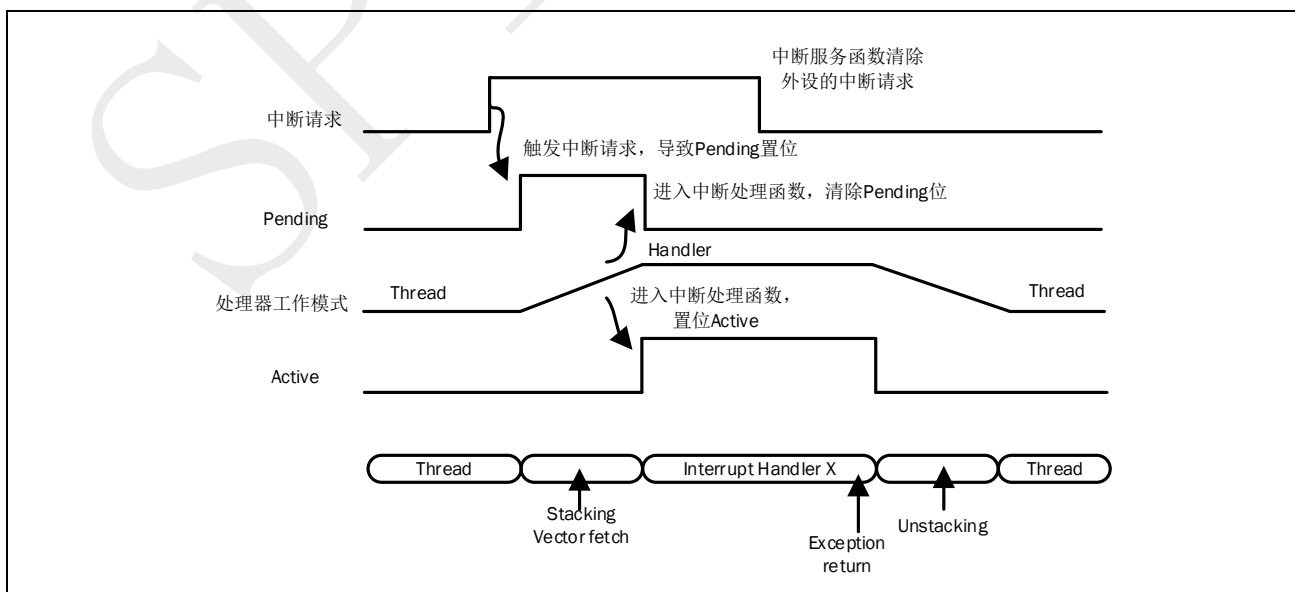 中断服务函数清除
外设的中断请求
中断请求
触发中断请求，导致Pending置位
进入中断处理函数，清除Pending位
Pending
Handler
Thread
进入中断处理函数，
置位Active
Thread
处理器工作模式
Active
Thread
Interrupt Handler X
Thread
Stacking
Vector fetch
Unstacking
Exception
return